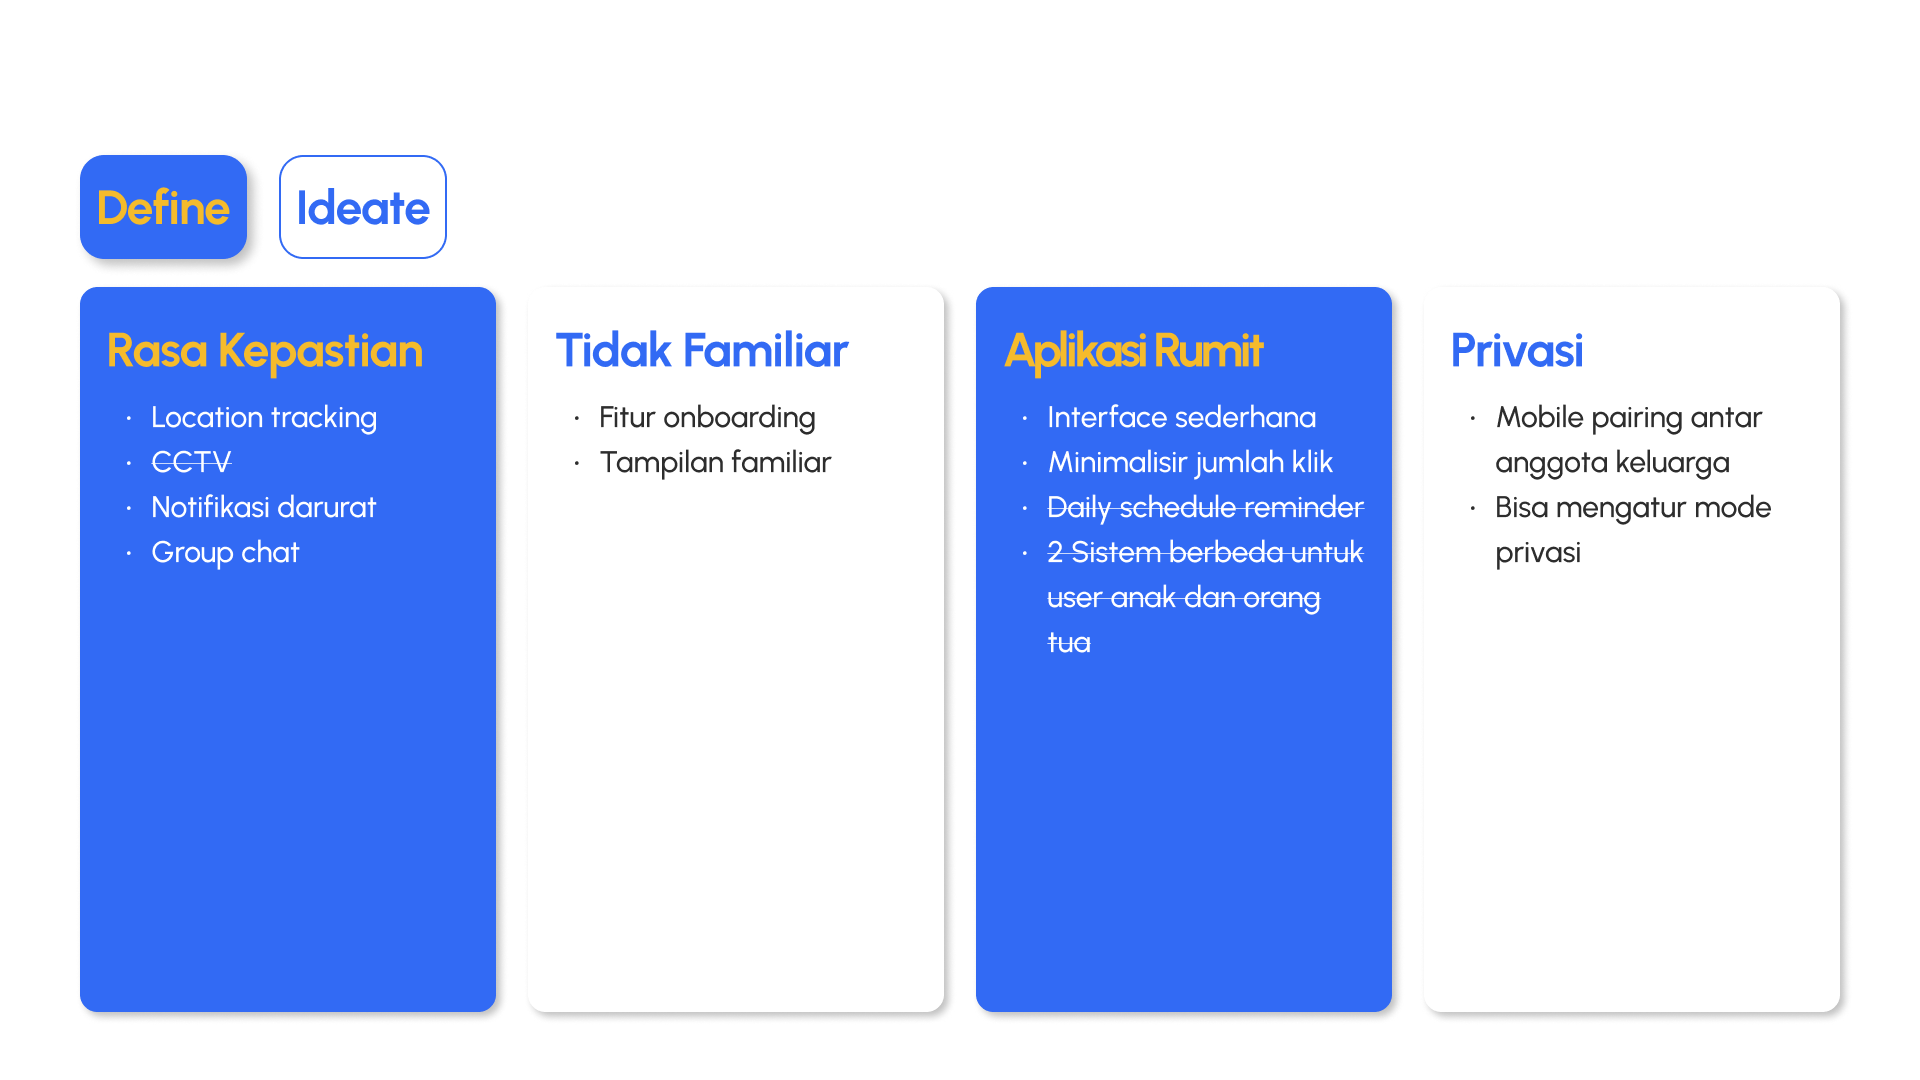 Define
Ideate
Rasa Kepastian
· Location tracking
· CCTV
· Notifikasi darurat
· Group chat
Tidak Familiar
· Fitur onboarding
· Tampilan familiar
Aplikasi Rumit
· Interface sederhana
· Minimalisir jumlah klik
· Daily schedule reminder
· 2 Sistem berbeda untuk
user anak dan orang
tua
Privasi
· Mobile pairing antar
anggota keluarga
· Bisa mengatur mode
privasi